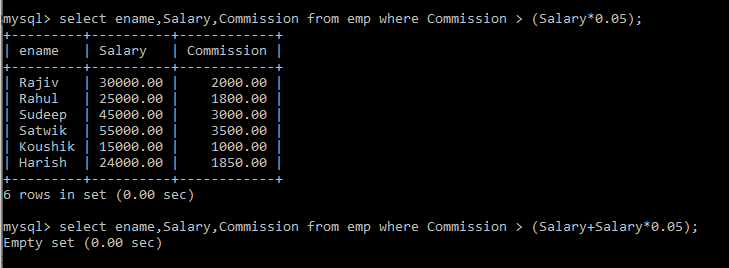 mysql> select ename,Salary,Commission from emp where Commission > (Salary*0.05);
+---------+----------+------------+
| ename   | Salary   | Commission |
+---------+----------+------------+
| Rajiv   | 30000.00 |    2000.00 |
| Rahul   | 25000.00 |    1800.00 |
| Sudeep  | 45000.00 |    3000.00 |
| Satwik  | 55000.00 |    3500.00 |
| Koushik | 15000.00 |    1000.00 |
| Harish  | 24000.00 |    1850.00 |
+---------+----------+------------+
6 rows in set (0.00 sec)
mysql> select ename,Salary,Commission from emp where Commission > (Salary+Salary*0.05);
Empty set (0.00 sec)